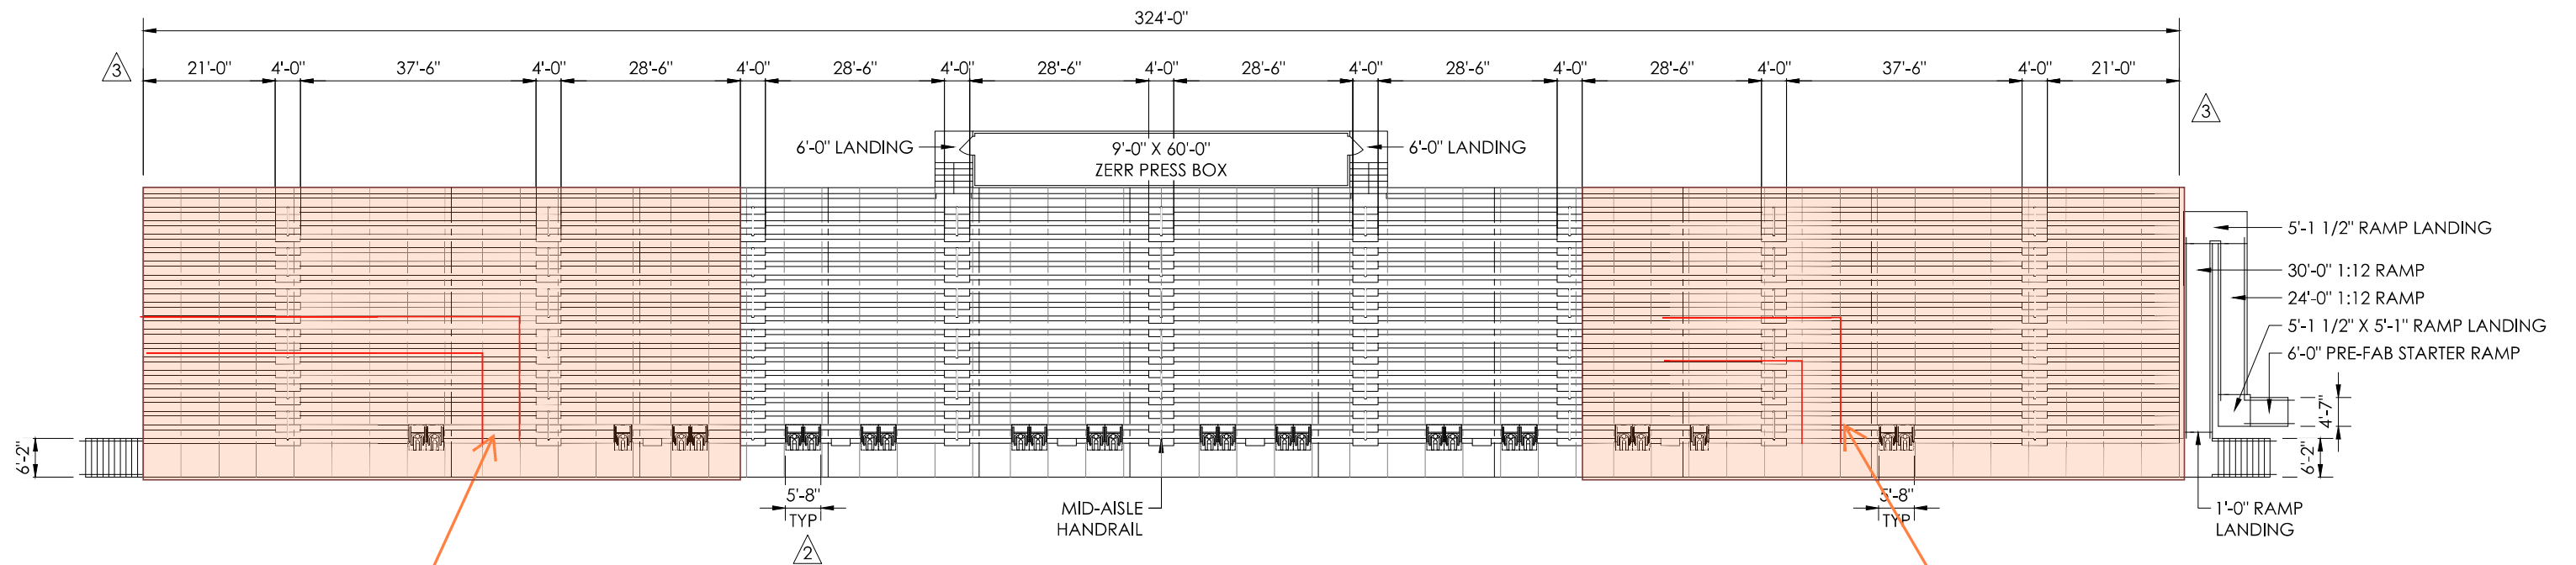 324'-0"
3
21'-0" 4'-0" 37'-6" 4'-0" 28'-6" 4'-0" 28'-6" 4'-0" 28'-6" 4'-0" 28'-6" 4'-0" 28'-6" 4'-0" 28'-6" 4'-0" 37'-6" 4'-0" 21'-0"
3
6'-0" LANDING
9'-0" X 60'-0"
ZERR PRESS BOX
6'-0" LANDING
5'-1 1/2" RAMP LANDING
30'-0" 1:12 RAMP
24'-0" 1:12 RAMP
5'-1 1/2" X 5'-1" RAMP LANDING
6'-0" PRE-FAB STARTER RAMP
4'-7"
6'-2"
6'-2"
5'-8"
TYP
2
MID-AISLE
HANDRAIL
5'-8"
TYP
1'-0" RAMP
LANDING